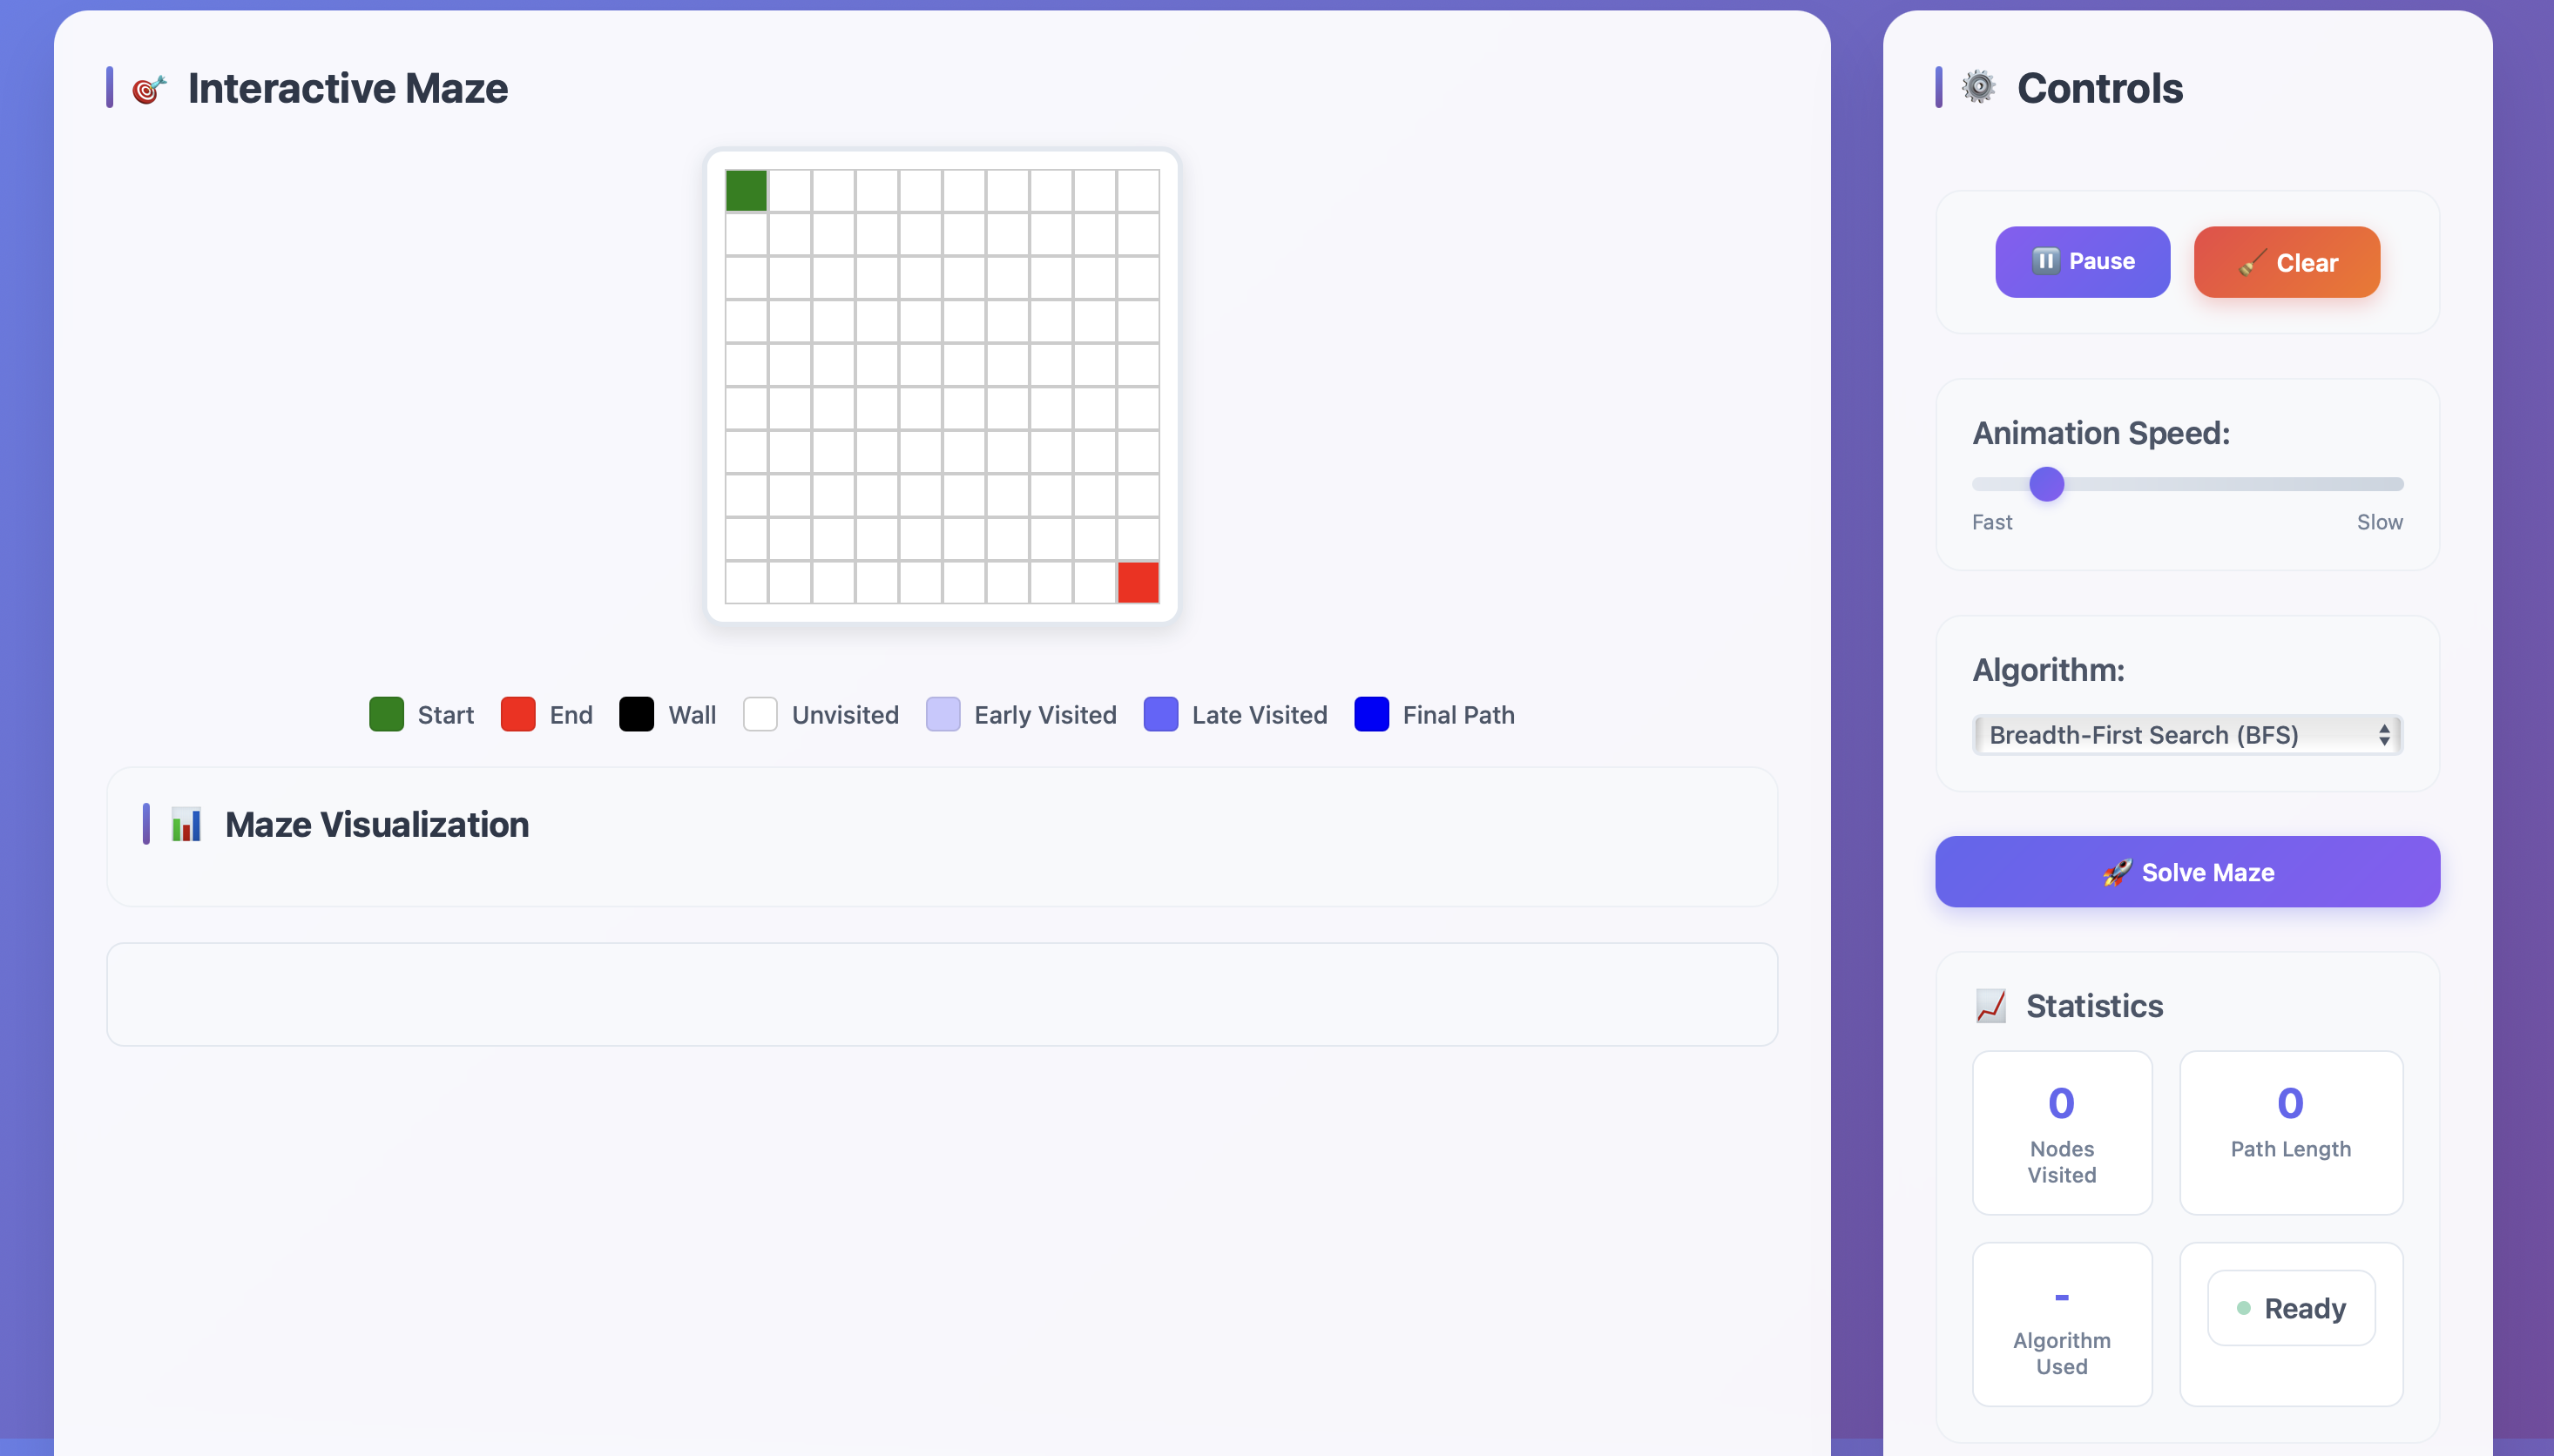 Interactive Maze
Start End Wall Unvisited Early Visited Late Visited Final Path
Maze Visualization
Controls
Pause Clear
Animation Speed:
Fast Slow
Algorithm:
Breadth-First Search (BFS)
Solve Maze
Statistics
0
Nodes
Visited
0
Path Length
-
Algorithm
Used
Ready